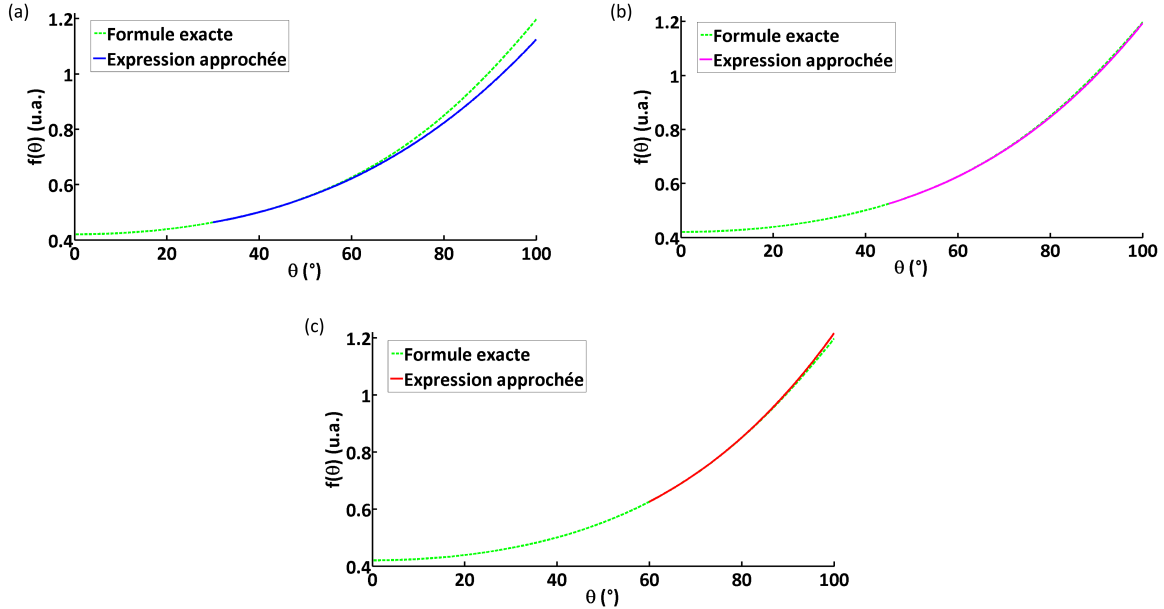 (a)
1.2
1
0.8
0.6
0.4
f(θ) (u.a.)
Formule exacte
Expression approchée
0 20 40 60 80 100
θ (°)
(b)
1.2
1
0.8
0.6
0.4
f(θ) (u.a.)
Formule exacte
Expression approchée
0 20 40 60 80 100
θ (°)
(c)
1.2
1
0.8
0.6
0.4
f(θ) (u.a.)
Formule exacte
Expression approchée
0 20 40 60 80 100
θ (°)